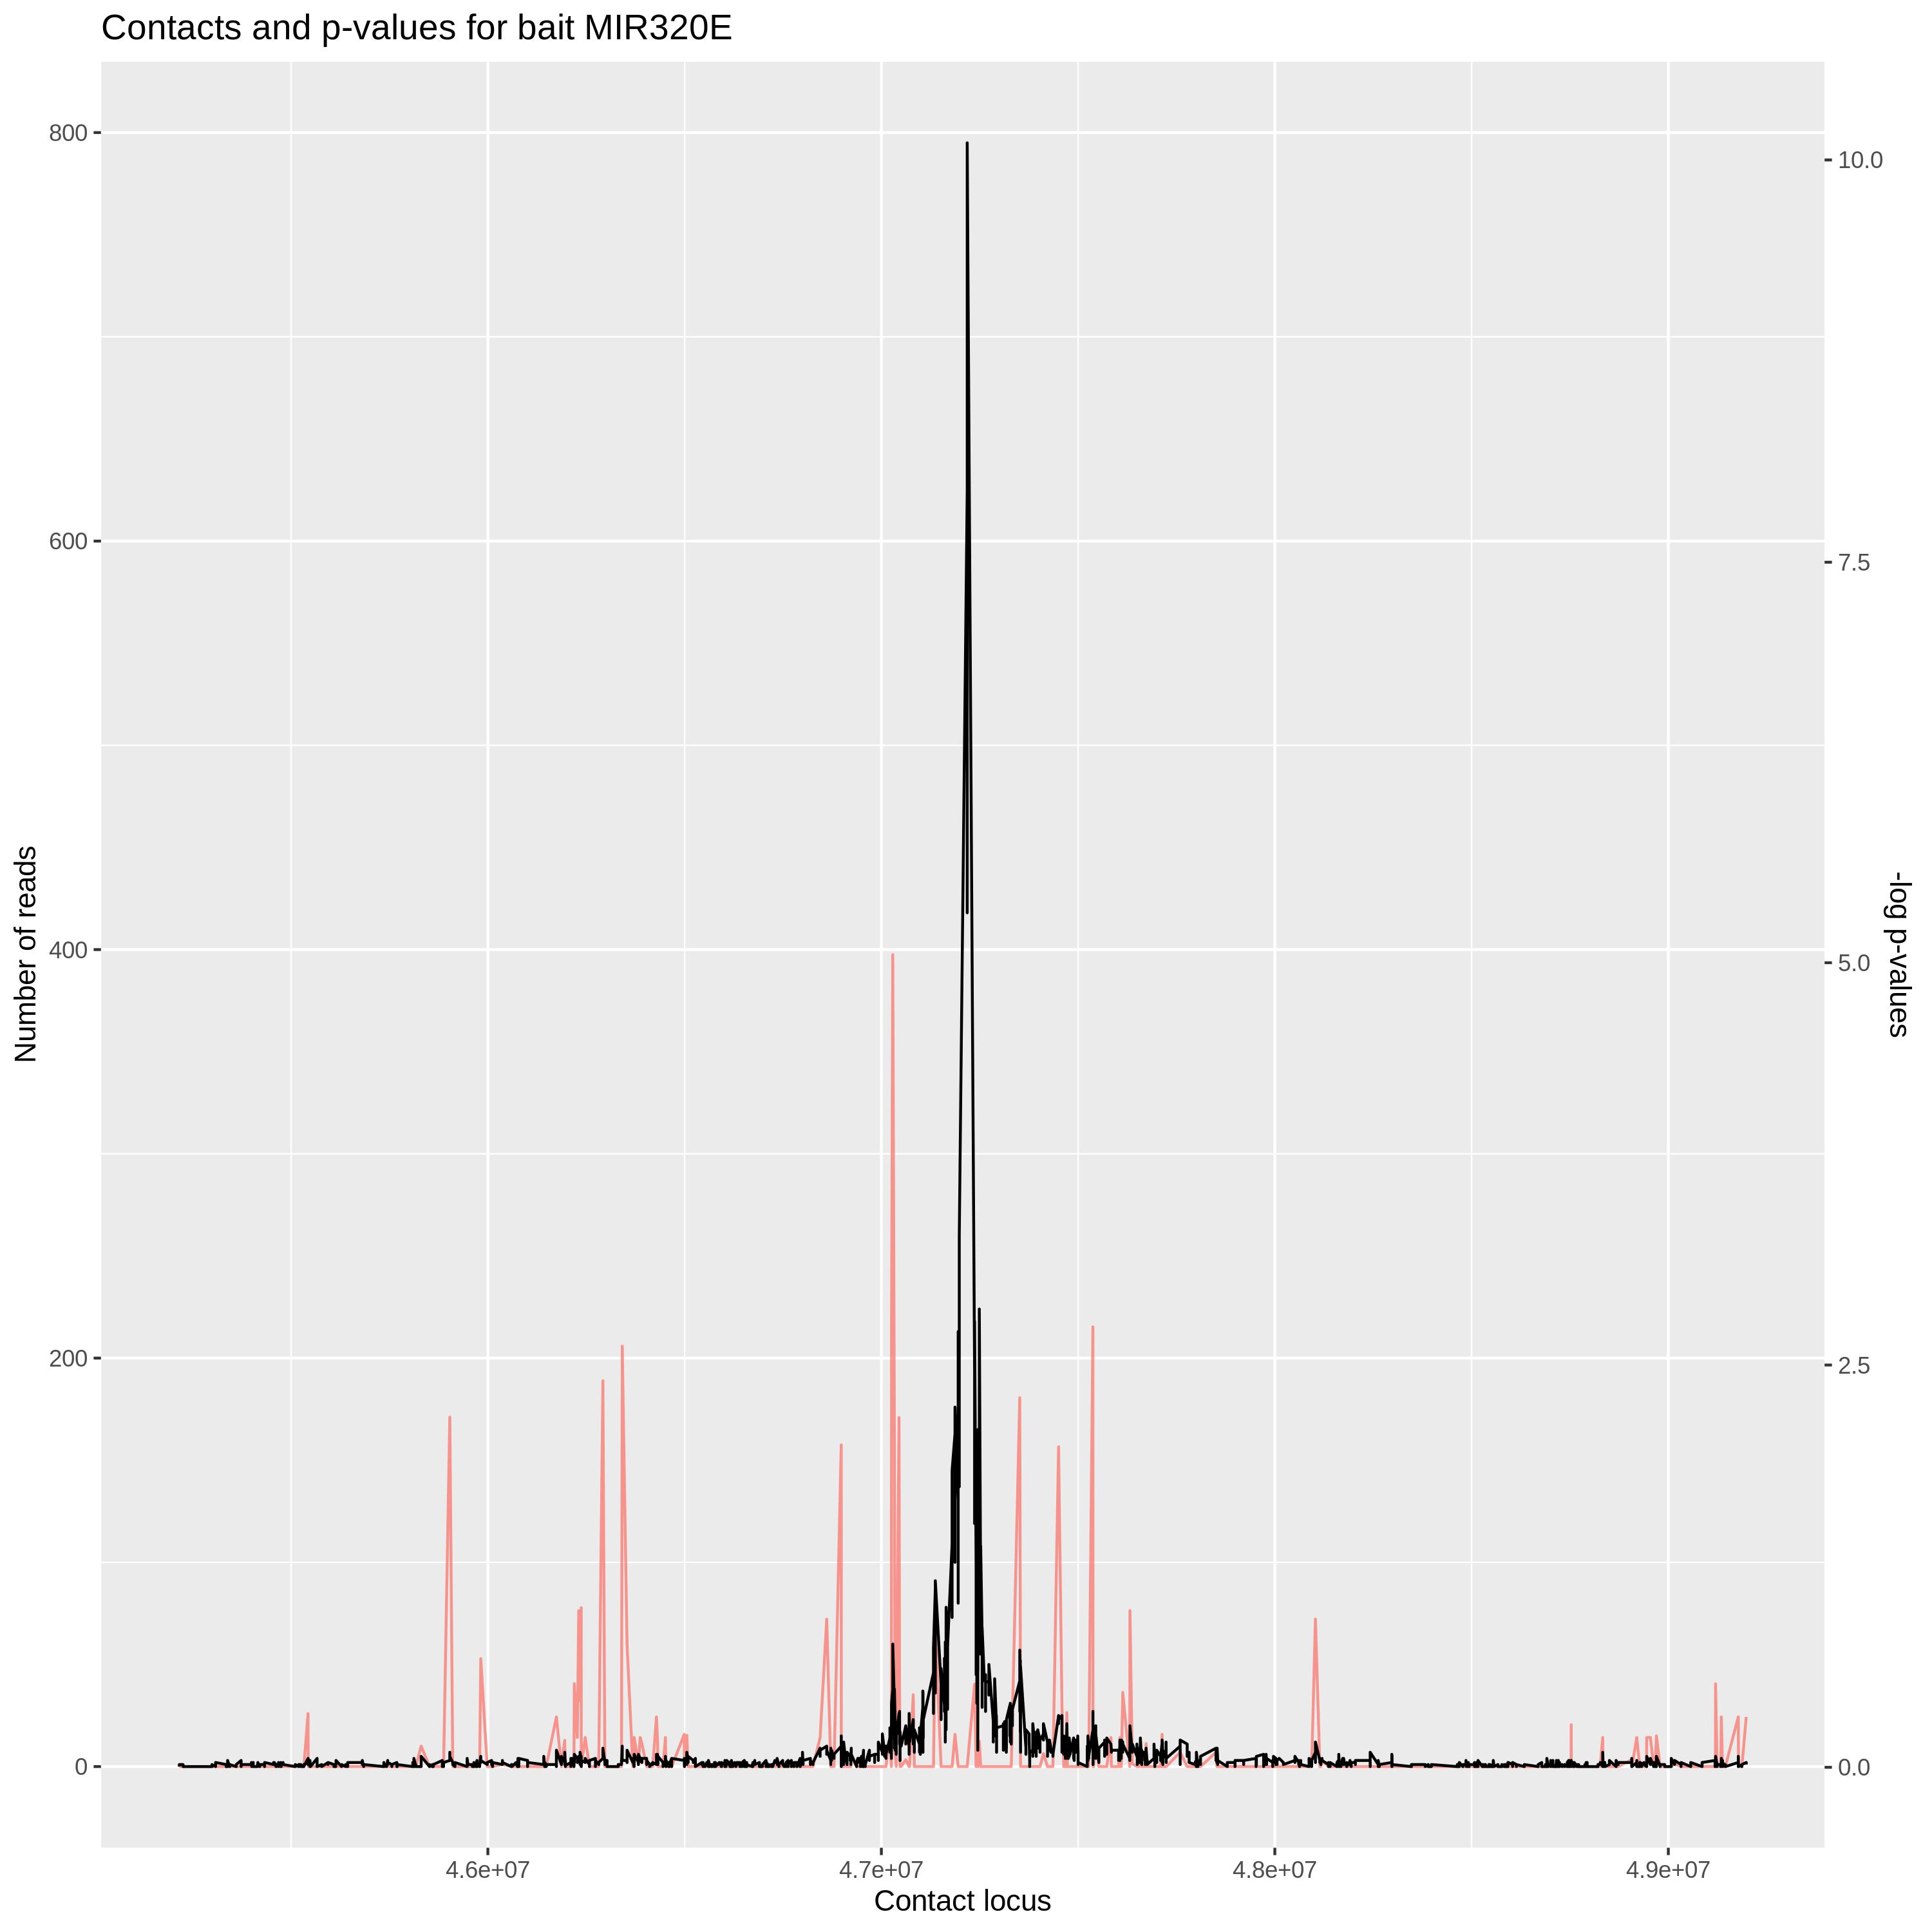 Contacts and p-values for bait MIR320E
800
600
400
200
0
Number of reads
10.0
7.5
5.0
2.5
0.0
-log p-values
4.6e+07
4.7e+07
4.8e+07
4.9e+07
Contact locus